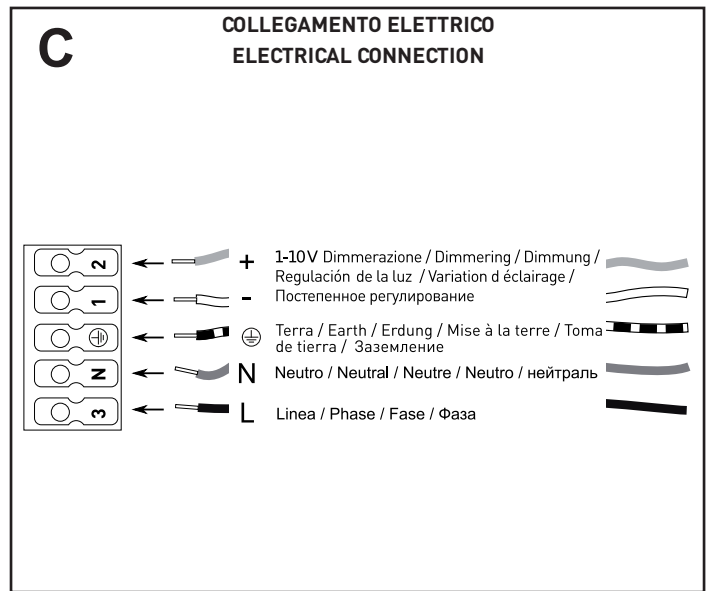 C
COLLEGAMENTO ELETTRICO
ELECTRICAL CONNECTION
2
+
1-10V Dimmerazione / Dimmering / Dimmung /
Regulación de la luz / Variation d éclairage /
1
-
Постепенное регулирование
Terra / Earth / Erdung / Mise à la terre / Toma
de tierra / Заземление
N
N
Neutro / Neutral / Neutre / Neutro / нейтраль
3
L
Linea / Phase / Fase / Фаза